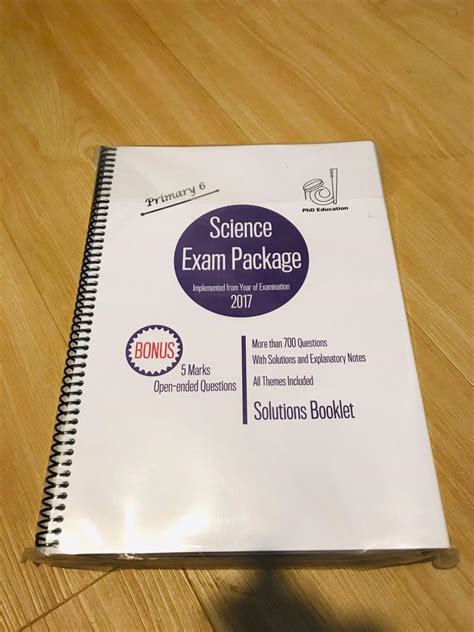 Primary 6
PhD Education
Science
Exam Package
Implemented from Year of Examination
2017
BONUS
5 Marks
Open-ended Questions
More than 700 Questions
With Solutions and Explanatory Notes
All Themes Included
Solutions Booklet